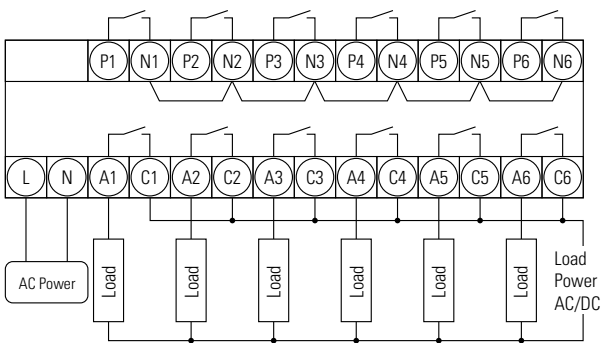 P1 N1 P2 N2 P3 N3 P4 N4 P5 N5 P6 N6
L N A1 C1 A2 C2 A3 C3 A4 C4 A5 C5 A6 C6
AC Power
Load
Load
Load
Load
Load
Load
Load
Power
AC/DC